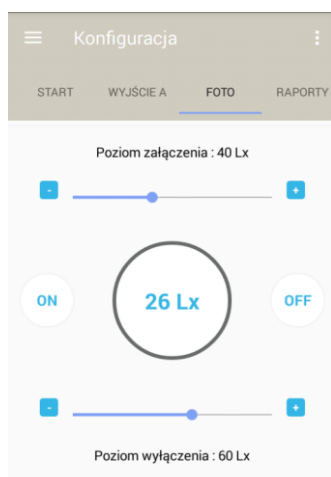 Konfiguracja
START WYJŚCIE A FOTO RAPORTY
Poziom załączenia : 40 Lx
- +
ON 26 Lx OFF
- +
Poziom wyłączenia : 60 Lx